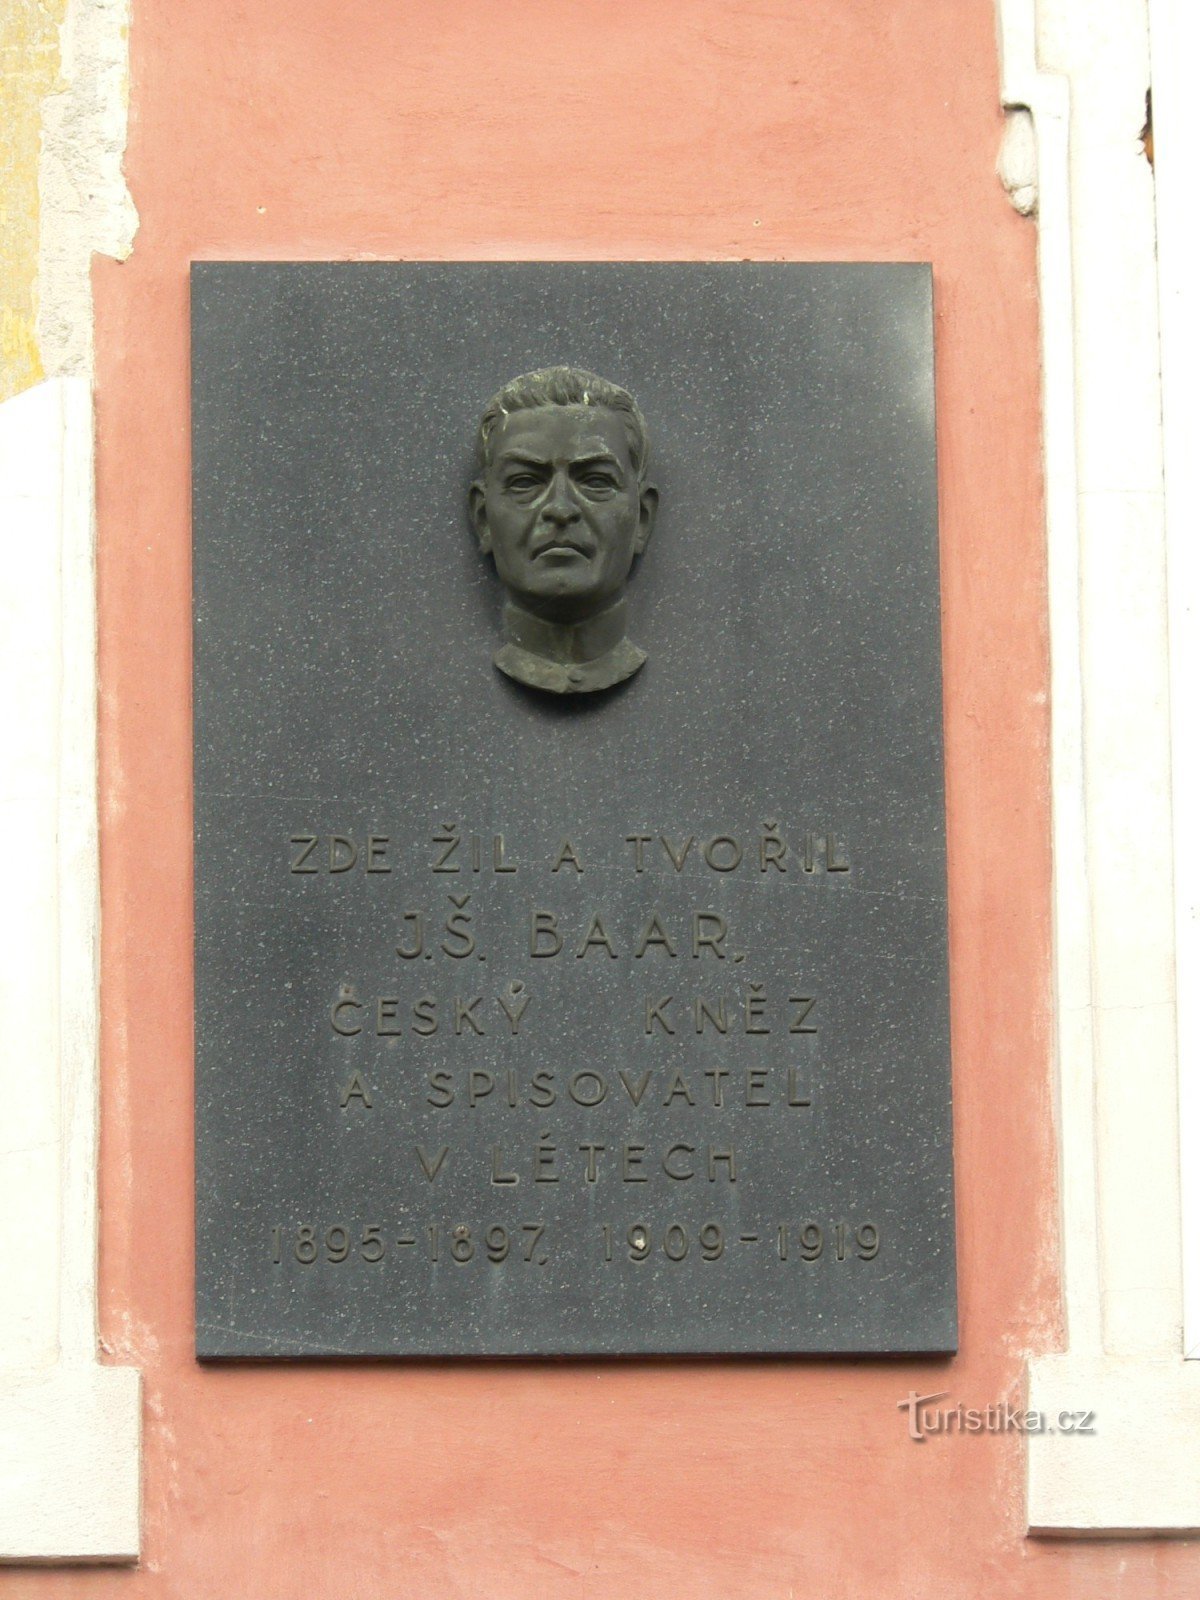 ZDE ŽIL A TVOŘIL
J.Š. BAAR,
ČESKÝ KNĚZ
A SPISOVATEL
V LÉTECH
1895-1897, 1909-1919
Turistika.cz